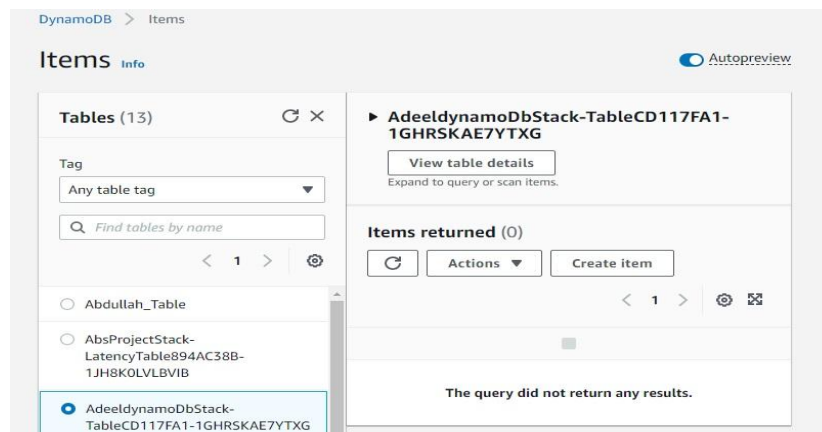 DynamoDB > Items
Items Info
Autopreview
Tables (13)
Tag
Any table tag
Find tables by name
< 1 >
Abdullah_Table
AbsProjectStack-
LatencyTable894AC38B-
1JH8K0LVLBVIB
AdeeldynamoDbStack-
TableCD117FA1-1GHRSKAE7YTXG
AdeeldynamoDbStack-TableCD117FA1-
1GHRSKAE7YTXG
View table details
Expand to query or scan items.
Items returned (0)
Actions
Create item
< 1 >
The query did not return any results.